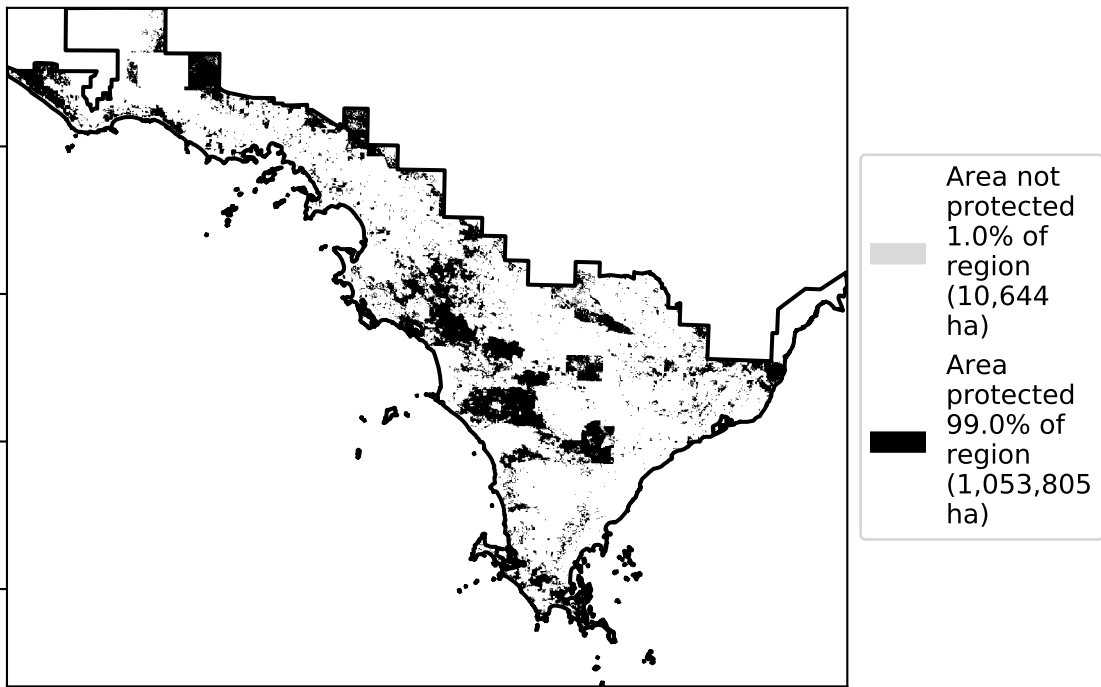 Area not
protected
1.0% of
region
(10,644
ha)
Area
protected
99.0% of
region
(1,053,805
ha)